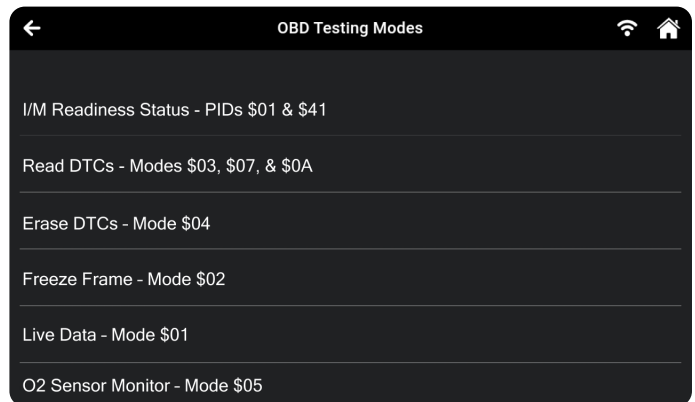 OBD Testing Modes
I/M Readiness Status - PIDs $01 & $41
Read DTCs - Modes $03, $07, & $0A
Erase DTCs - Mode $04
Freeze Frame - Mode $02
Live Data - Mode $01
O2 Sensor Monitor - Mode $05